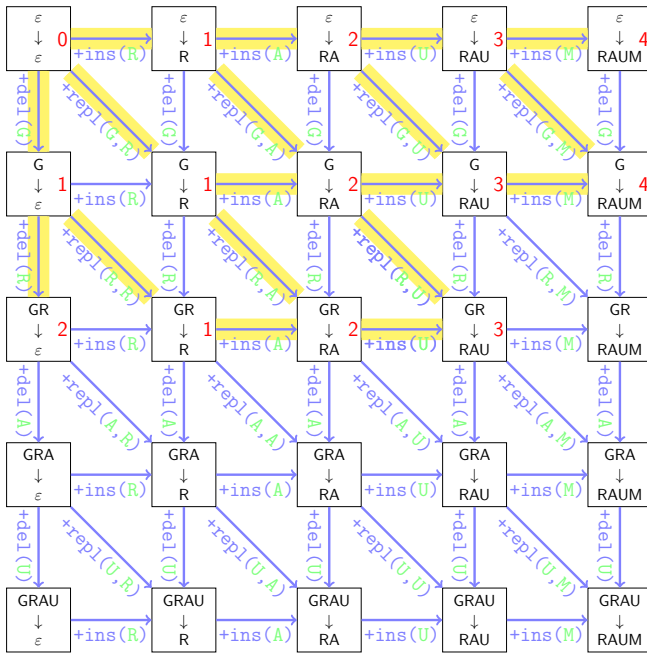 ε ε ε ε ε
↓ 0 ↓ 1 ↓ 2 ↓ 3 ↓ 4
ε +ins(R) R +ins(A) RA +ins(U) RAU +ins(M) RAUM
+del(G) +repl(G,R) +del(G) +repl(G,A) +del(G) +repl(G,U) +del(G) +repl(G,M) +del(G)
G G G G G
↓ 1 ↓ 1 ↓ 2 ↓ 3 ↓ 4
ε +ins(R) R +ins(A) RA +ins(U) RAU +ins(M) RAUM
+del(R) +repl(R,R) +del(R) +repl(R,A) +del(R) +repl(R,U) +del(R) +repl(R,M) +del(R)
GR GR GR GR GR
↓ 2 ↓ 1 ↓ 2 ↓ 3 ↓
ε +ins(R) R +ins(A) RA +ins(U) RAU +ins(M) RAUM
+del(A) +repl(A,R) +del(A) +repl(A,A) +del(A) +repl(A,U) +del(A) +repl(A,M) +del(A)
GRA GRA GRA GRA GRA
↓ ↓ ↓ ↓ ↓
ε +ins(R) R +ins(A) RA +ins(U) RAU +ins(M) RAUM
+del(U) +repl(U,R) +del(U) +repl(U,A) +del(U) +repl(U,U) +del(U) +repl(U,M) +del(U)
GRAU GRAU GRAU GRAU GRAU
↓ ↓ ↓ ↓ ↓
ε +ins(R) R +ins(A) RA +ins(U) RAU +ins(M) RAUM